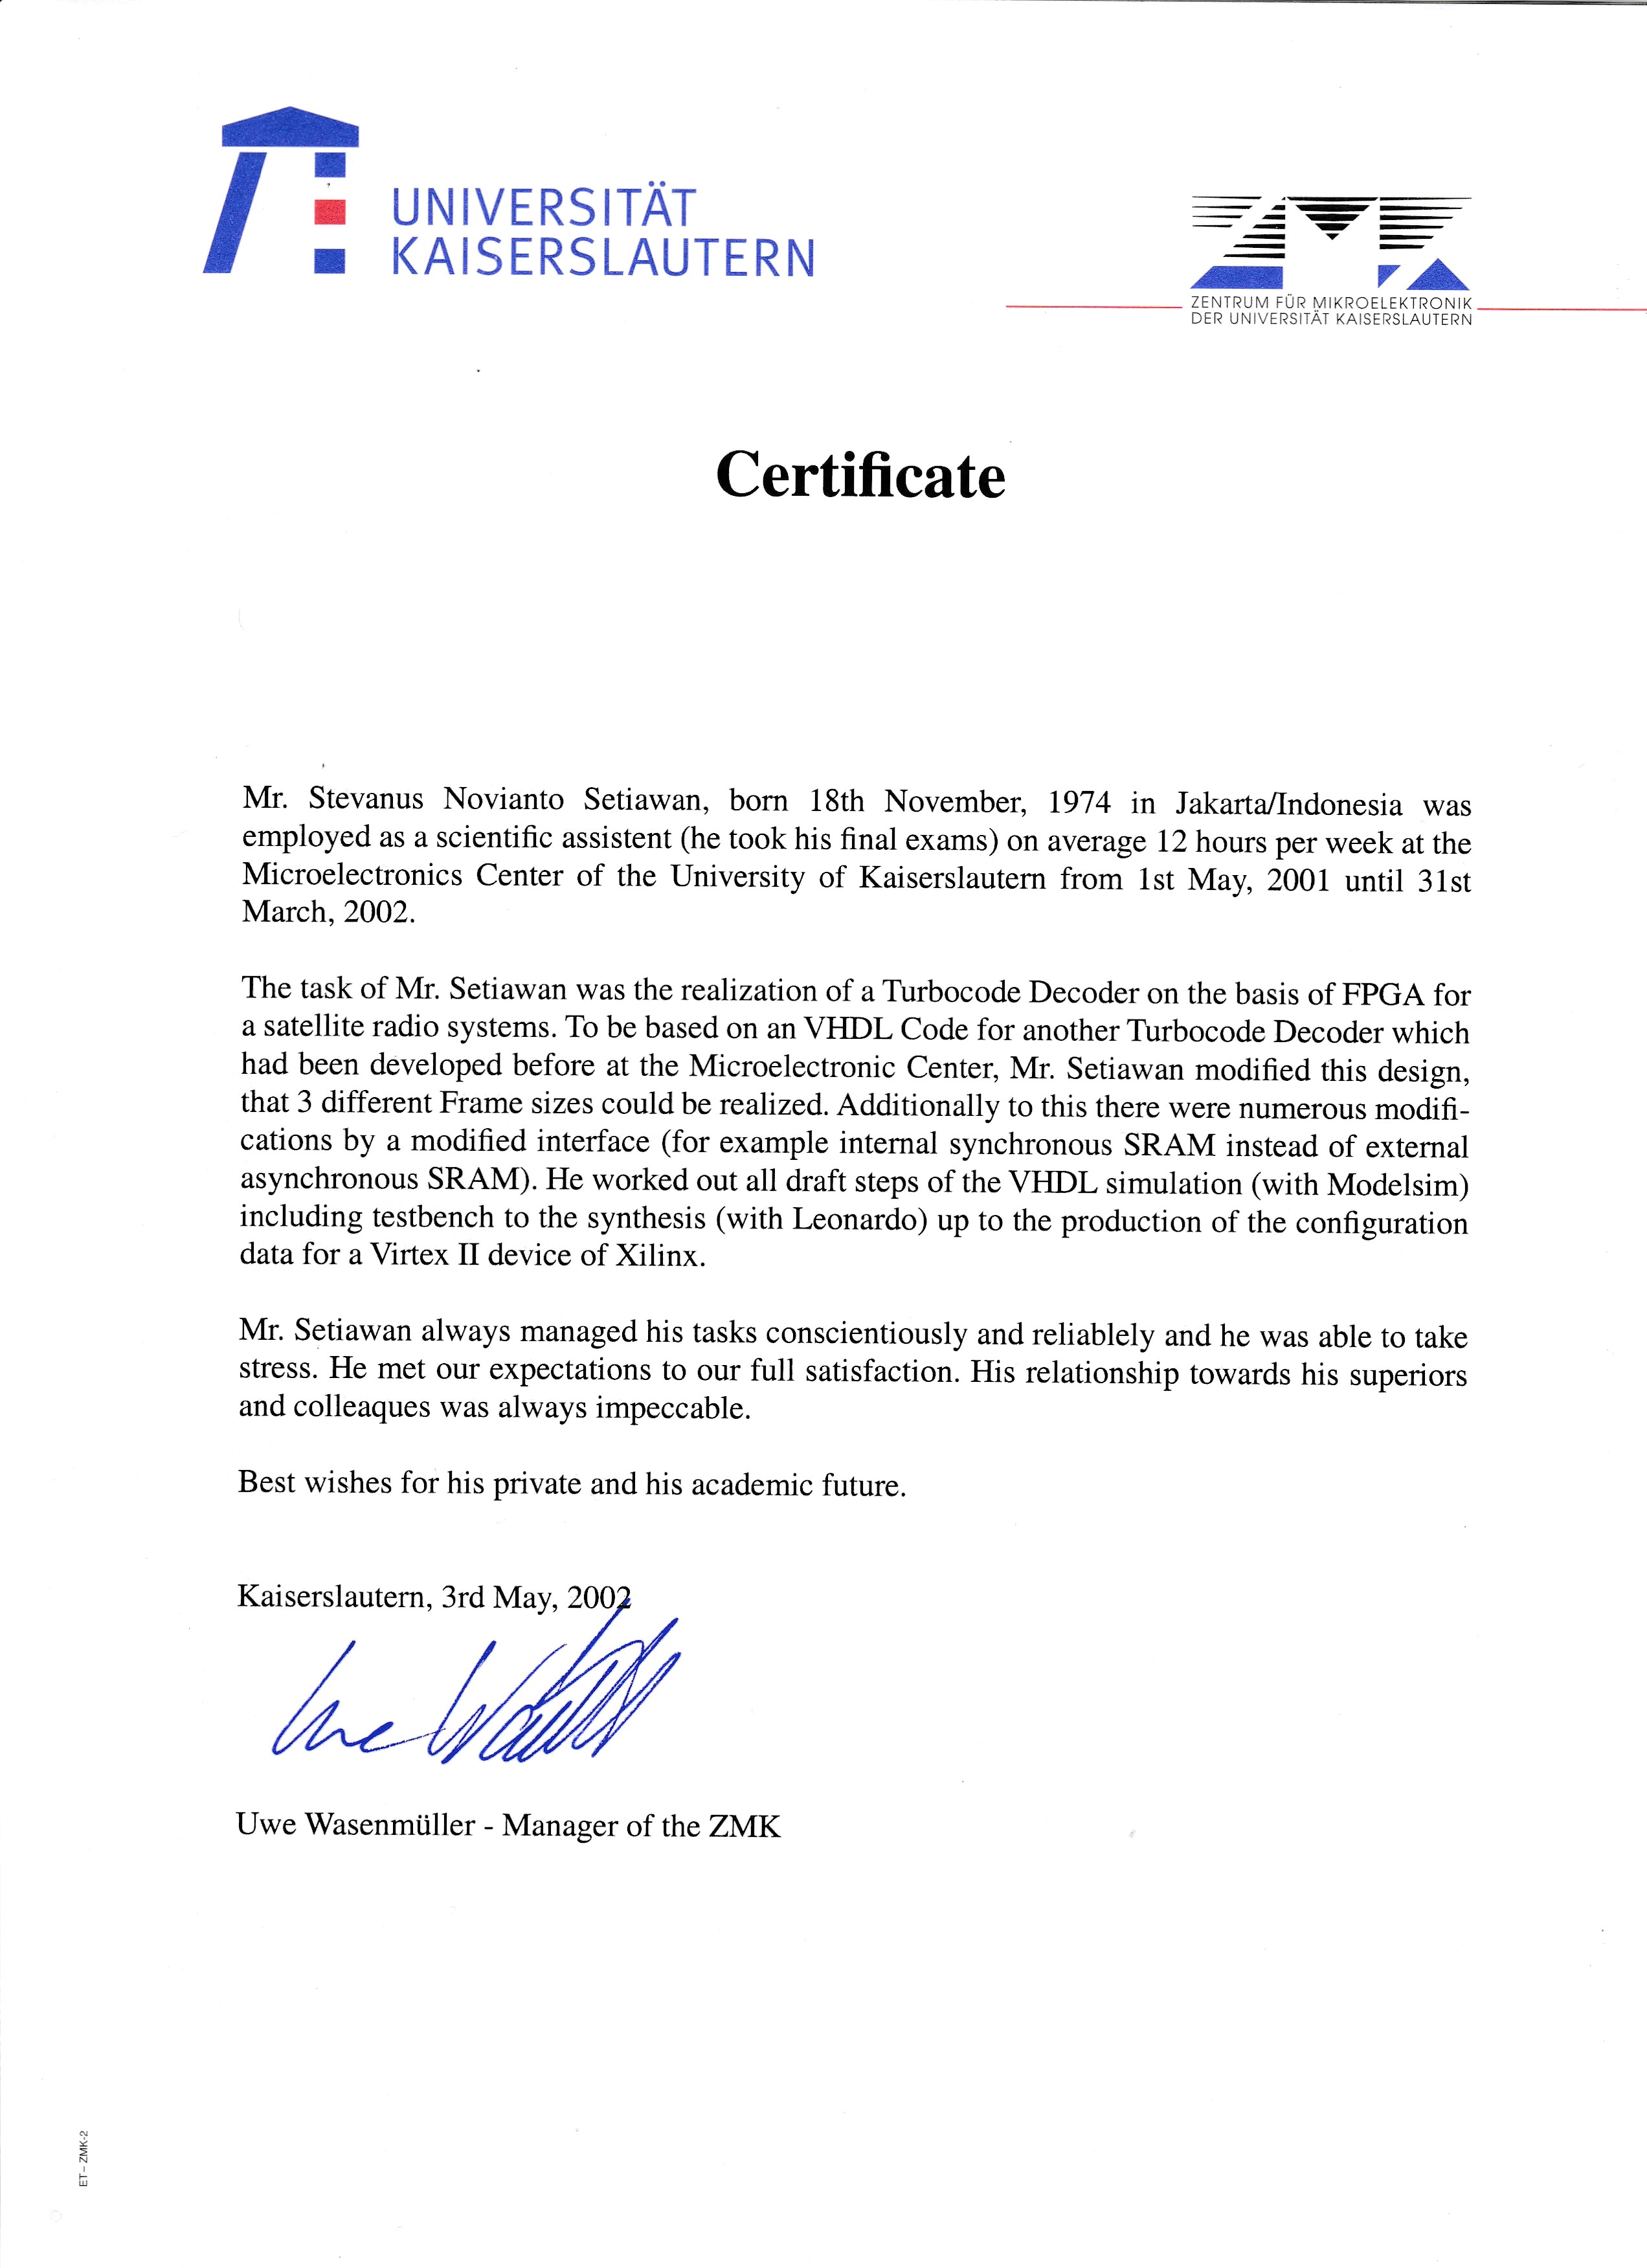 UNIVERSITÄT
KAISERSLAUTERN
ZMK
ZENTRUM FÜR MIKROELEKTRONIK
DER UNIVERSITÄT KAISERSLAUTERN
Certificate
Mr. Stevanus Novianto Setiawan, born 18th November, 1974 in Jakarta/Indonesia was
employed as a scientific assistent (he took his final exams) on average 12 hours per week at the
Microelectronics Center of the University of Kaiserslautern from 1st May, 2001 until 31st
March, 2002.
The task of Mr. Setiawan was the realization of a Turbocode Decoder on the basis of FPGA for
a satellite radio systems. To be based on an VHDL Code for another Turbocode Decoder which
had been developed before at the Microelectronic Center, Mr. Setiawan modified this design,
that 3 different Frame sizes could be realized. Additionally to this there were numerous modifi-
cations by a modified interface (for example internal synchronous SRAM instead of external
asynchronous SRAM). He worked out all draft steps of the VHDL simulation (with Modelsim)
including testbench to the synthesis (with Leonardo) up to the production of the configuration
data for a Virtex II device of Xilinx.
Mr. Setiawan always managed his tasks conscientiously and reliablely and he was able to take
stress. He met our expectations to our full satisfaction. His relationship towards his superiors
and colleaques was always impeccable.
Best wishes for his private and his academic future.
Kaiserslautern, 3rd May, 2002
Uwe Wasenmüller - Manager of the ZMK
ET – ZMK-2